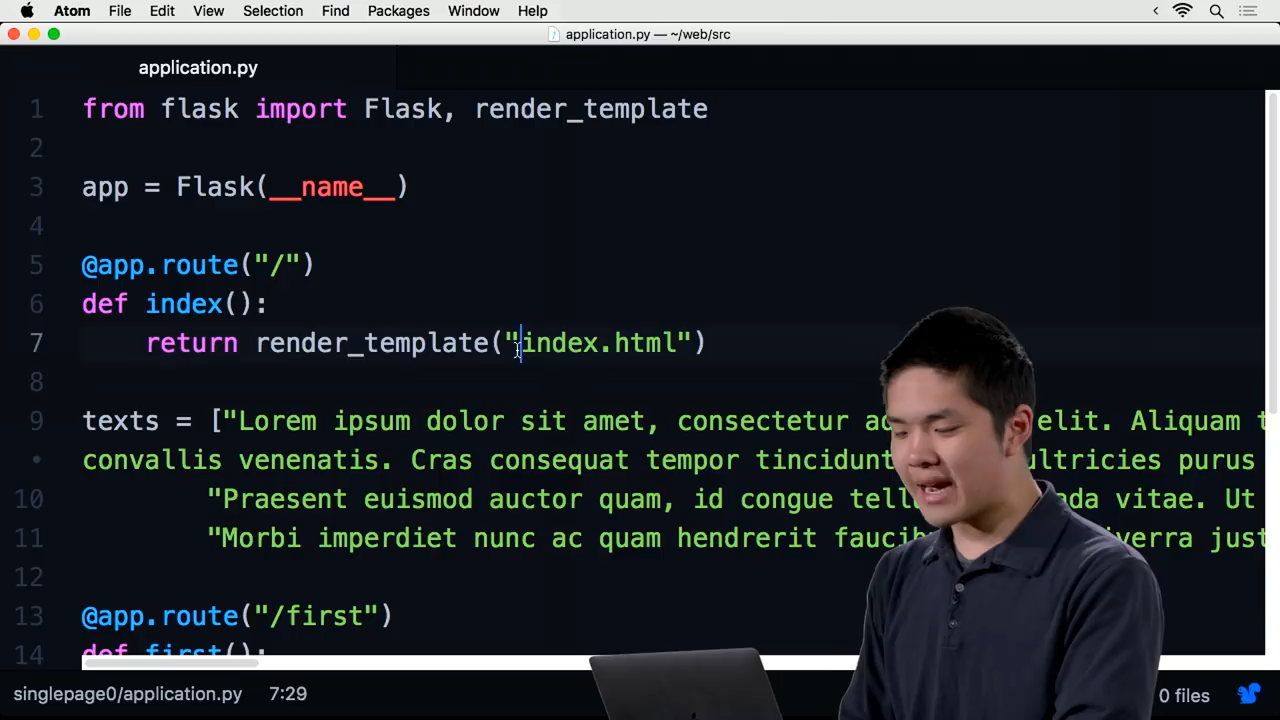 Atom File Edit View Selection Find Packages Window Help
application.py — ~/web/src
application.py
1 from flask import Flask, render_template
2
3 app = Flask(__name__)
4
5 @app.route("/")
6 def index():
7 return render_template("index.html")
8
9 texts = ["Lorem ipsum dolor sit amet, consectetur elit. Aliquam
• convallis venenatis. Cras consequat tempor tincidunt ultricies purus
10 "Praesent euismod auctor quam, id congue vitae. Ut
11 "Morbi imperdiet nunc ac quam hendrerit
12
13 @app.route("/first")
14 def first():
singlepage0/application.py 7:29 0 files